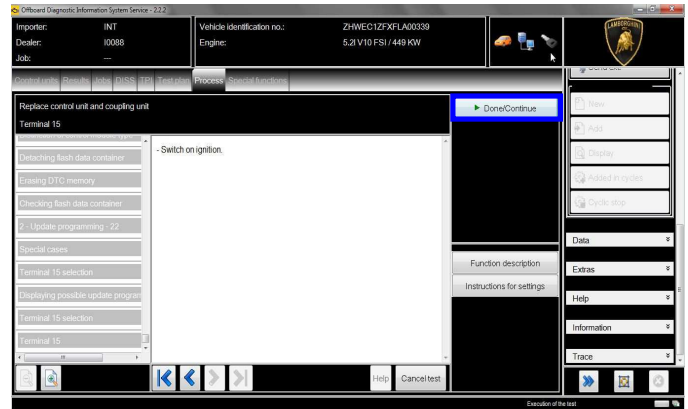 Offboard Diagnostic Information System Service - 2.2.2
Importer: INT
Dealer: I0088
Job: ---
Vehicle identification no.: ZHWEC1ZFXFLA00339
Engine: 5.2l V10 FSI / 449 KW
LAMBORGHINI
Control units Results Jobs DISS TPI Test plan Process Special functions
Replace control unit and coupling unit
Terminal 15
Detaching flash data container
Erasing DTC memory
Checking flash data container
2 - Update programming - 22
Special cases
Terminal 15 selection
Displaying possible update program
Terminal 15 selection
Terminal 15
- Switch on ignition.
Help
Cancel test
Done/Continue
Function description
Instructions for settings
New
Add
Display
Added in cycles
Cyclic stop
Data
Extras
Help
Information
Trace
Execution of the test